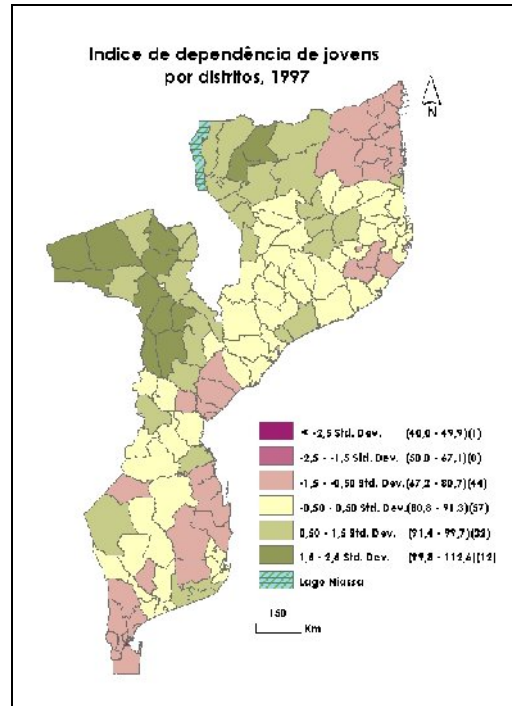 Indice de dependência de jovens
por distritos, 1997
N
< -2,5 Std. Dev. (40,0 - 49,9)(1)
-2,5 - -1,5 Std. Dev. (50,0 - 67,1)(0)
-1,5 - -0,50 Std. Dev. (67,2 - 80,7)(44)
-0,50 - 0,50 Std. Dev. (80,8 - 91,3)(57)
0,50 - 1,5 Std. Dev. (91,4 - 99,7)(32)
1,5 - 2,5 Std. Dev. (99,8 - 112,6)(12)
Lago Niassa
150
Km